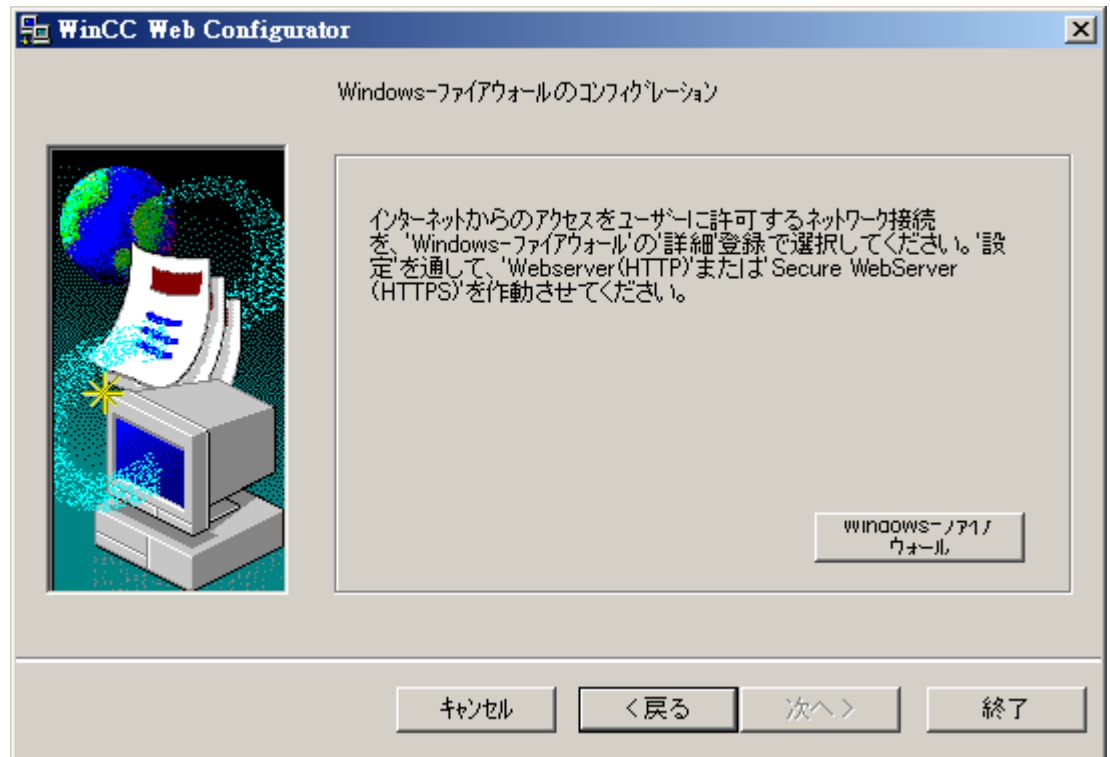 WinCC Web Configurator
Windows-ファイアウォールのコンフィグレーション
インターネットからのアクセスをユーザーに許可するネットワーク接続
を、'Windows-ファイアウォール'の'詳細'登録で選択してください。'設
定'を通して、'Webserver(HTTP)'または'Secure WebServer
(HTTPS)'を作動させてください。
Windows-ファイア
ウォール
キャンセル
<戻る
次へ>
終了